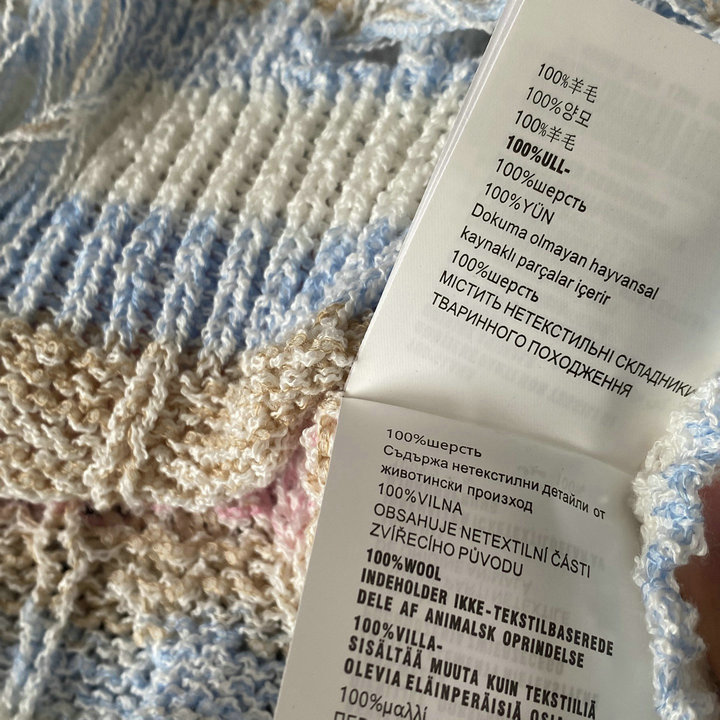 100%羊毛
100%양모
100%羊毛
100%ULL-
100%шерсть
100%YÜN
Dokuma olmayan hayvansal
kaynaklı parçalar içerir
100%шерсть
МІСТИТЬ НЕТЕКСТИЛЬНІ СКЛАДНИКИ
ТВАРИННОГО ПОХОДЖЕННЯ
100%шерсть
Съдържа нетекстилни детайли от
животински произход
100%VILNA
OBSAHUJE NETEXTILNÍ ČÁSTI
ZVÍŘECÍHO PŮVODU
100%WOOL
INDEHOLDER IKKE-TEKSTILBASEREDE
DELE AF ANIMALSK OPRINDELSE
100%VILLA-
SISÄLTÄÄ MUUTA KUIN TEKSTIILIÄ
OLEVIA ELÄINPERÄISIÄ
100%μαλλί